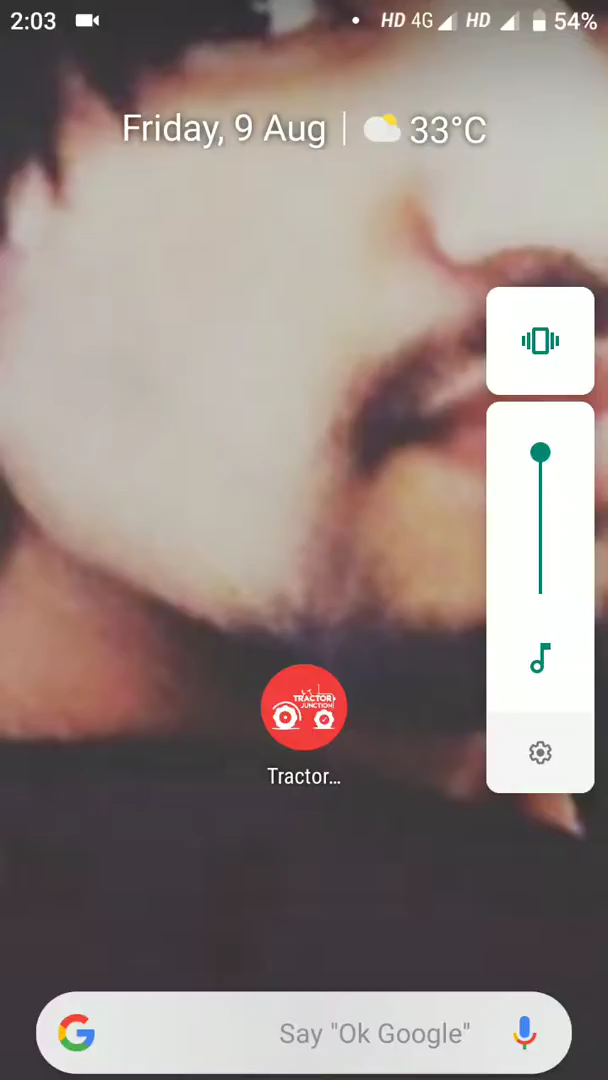 2:03 HD 4G HD 54%
Friday, 9 Aug 33°C
TRACTOR
JUNCTION
Tractor...
G Say "Ok Google"